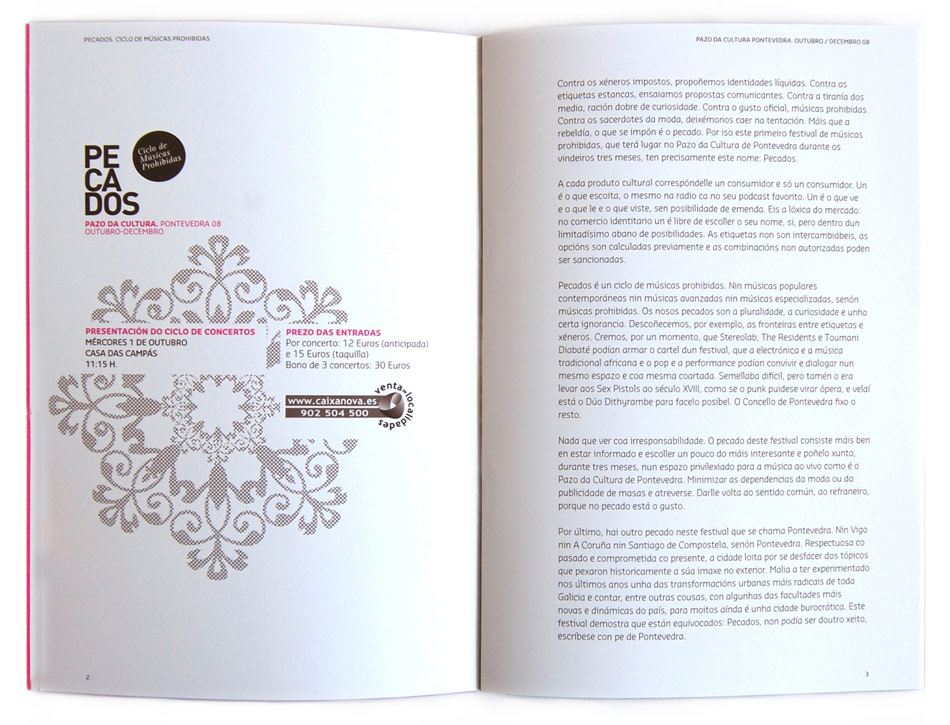 PECADOS. CICLO DE MÚSICAS PROHIBIDAS
PE
CA
DOS
Ciclo de
Músicas
Prohibidas
PAZO DA CULTURA. PONTEVEDRA 08
OUTUBRO-DECEMBRO
PRESENTACIÓN DO CICLO DE CONCERTOS
MÉRCORES 1 DE OUTUBRO
CASA DAS CAMPÁS
11:15 H.
PREZO DAS ENTRADAS
Por concerto: 12 Euros (anticipada)
e 15 Euros (taquilla)
Bono de 3 concertos: 30 Euros
www.caixanova.es
902 504 500
venta de localidades
2
PAZO DA CULTURA PONTEVEDRA. OUTUBRO / DECEMBRO 08
Contra os xéneros impostos, propoñemos identidades líquidas. Contra as
etiquetas estancas, ensaiamos propostas comunicantes. Contra a tiranía dos
media, ración dobre de curiosidade. Contra o gusto oficial, músicas prohibidas.
Contra os sacerdotes da moda, deixémonos caer na tentación. Máis que a
rebeldía, o que se impón é o pecado. Por iso este primeiro festival de músicas
prohibidas, que terá lugar no Pazo da Cultura de Pontevedra durante os
vindeiros tres meses, ten precisamente este nome: Pecados.
A cada produto cultural correspóndelle un consumidor e só un consumidor. Un
é o que escoita, o mesmo na radio ca no seu podcast favorito. Un é o que ve
e o que le e o que viste, sen posibilidade de emenda. Eis a lóxica do mercado:
no comercio identitario un é libre de escoller o seu nome, si, pero dentro dun
limitadísimo abano de posibilidades. As etiquetas non son intercambiábeis, as
opcións son calculadas previamente e as combinacións non autorizadas poden
ser sancionadas.
Pecados é un ciclo de músicas prohibidas. Nin músicas populares
contemporáneas nin músicas avanzadas nin músicas especializadas, senón
músicas prohibidas. Os nosos pecados son a pluralidade, a curiosidade e unha
certa ignorancia. Descoñecemos, por exemplo, as fronteiras entre etiquetas e
xéneros. Cremos, por un momento, que Stereolab, The Residents e Toumani
Diabaté podían armar o cartel dun festival, que a electrónica e a música
tradicional africana e o pop e a performance podían convivir e dialogar nun
mesmo espazo e coa mesma coartada. Semellaba difícil, pero tamén o era
levar aos Sex Pistols ao século XVIII, como se o punk puidese virar ópera, e velaí
está o Dúo Dithyrambe para facelo posíbel. O Concello de Pontevedra fixo o
resto.
Nada que ver coa irresponsabilidade. O pecado deste festival consiste máis ben
en estar informado e escoller un pouco do máis interesante e poñelo xunto,
durante tres meses, nun espazo privilexiado para a música ao vivo como é o
Pazo da Cultura de Pontevedra. Minimizar as dependencias da moda ou da
publicidade de masas e atreverse. Darlle volta ao sentido común, ao refraneiro,
porque no pecado está o gusto.
Por último, hai outro pecado neste festival que se chama Pontevedra. Nin Vigo
nin A Coruña nin Santiago de Compostela, senón Pontevedra. Respectuosa co
pasado e comprometida co presente, a cidade loita por se desfacer dos tópicos
que pexaron historicamente a súa imaxe no exterior. Malia a ter experimentado
nos últimos anos unha das transformacións urbanas máis radicais de toda
Galicia e contar, entre outras cousas, con algunhas das facultades máis
novas e dinámicas do país, para moitos aínda é unha cidade burocrática. Este
festival demostra que están equivocados: Pecados, non podía ser doutro xeito,
escríbese con pe de Pontevedra.
3